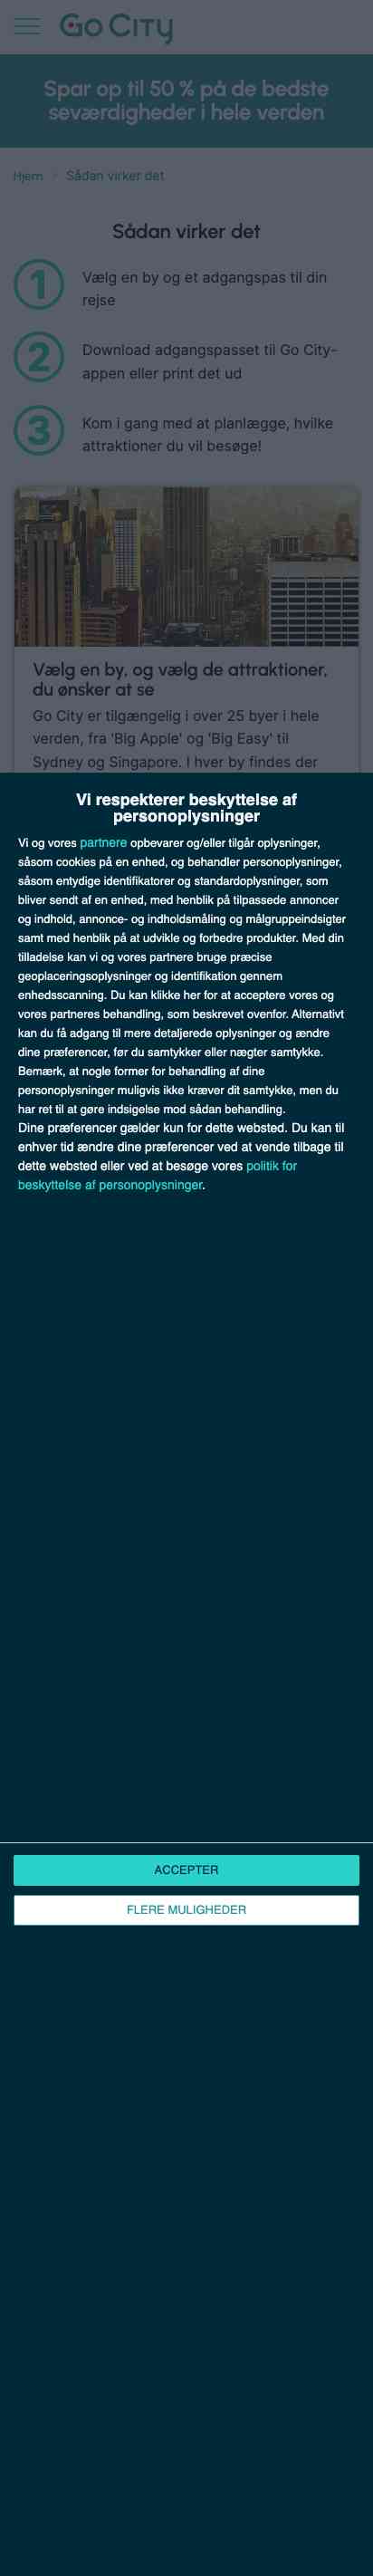 Go City
Spar op til 50 % på de bedste
seværdigheder i hele verden
Hjem
Sådan virker det
Sådan virker det
1
Vælg en by og et adgangspas til din
rejse
2
Download adgangspasset til Go City-
appen eller print det ud
3
Kom i gang med at planlægge, hvilke
attraktioner du vil besøge!
Vælg en by, og vælg de attraktioner,
du ønsker at se
Go City er tilgængelig i over 25 byer i hele
verden, fra 'Big Apple' og 'Big Easy' til
Sydney og Singapore. I hver by findes der
Vi respekterer beskyttelse af
personoplysninger
Vi og vores partnere opbevarer og/eller tilgår oplysninger,
såsom cookies på en enhed, og behandler personoplysninger,
såsom entydige identifikatorer og standardoplysninger, som
bliver sendt af en enhed, med henblik på tilpassede annoncer
og indhold, annonce- og indholdsmåling og målgruppeindsigter
samt med henblik på at udvikle og forbedre produkter. Med din
tilladelse kan vi og vores partnere bruge præcise
geoplaceringsoplysninger og identifikation gennem
enhedsscanning. Du kan klikke her for at acceptere vores og
vores partneres behandling, som beskrevet ovenfor. Alternativt
kan du få adgang til mere detaljerede oplysninger og ændre
dine præferencer, før du samtykker eller nægter samtykke.
Bemærk, at nogle former for behandling af dine
personoplysninger muligvis ikke kræver dit samtykke, men du
har ret til at gøre indsigelse mod sådan behandling.
Dine præferencer gælder kun for dette websted. Du kan til
enhver tid ændre dine præferencer ved at vende tilbage til
dette websted eller ved at besøge vores politik for
beskyttelse af personoplysninger.
ACCEPTER
FLERE MULIGHEDER